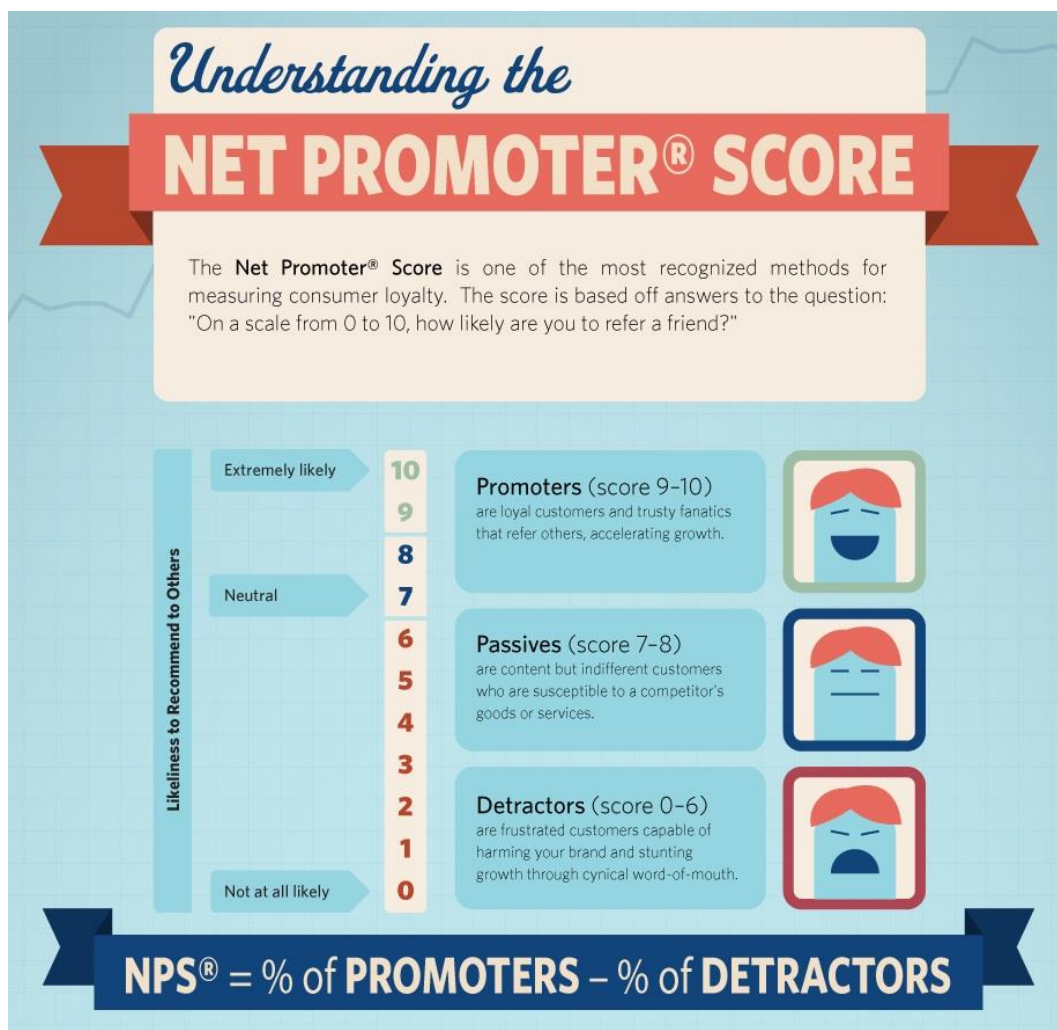 Understanding the
NET PROMOTER® SCORE
The Net Promoter® Score is one of the most recognized methods for
measuring consumer loyalty. The score is based off answers to the question:
"On a scale from 0 to 10, how likely are you to refer a friend?"
Likeliness to Recommend to Others
Extremely likely
Neutral
Not at all likely
10
9
8
7
6
5
4
3
2
1
0
Promoters (score 9–10)
are loyal customers and trusty fanatics
that refer others, accelerating growth.
Passives (score 7–8)
are content but indifferent customers
who are susceptible to a competitor's
goods or services.
Detractors (score 0–6)
are frustrated customers capable of
harming your brand and stunting
growth through cynical word-of-mouth.
NPS® = % of PROMOTERS – % of DETRACTORS